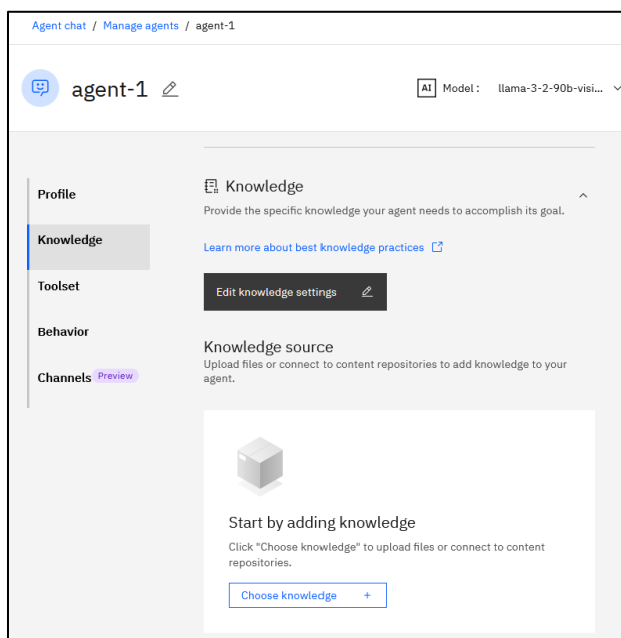 Agent chat / Manage agents / agent-1
agent-1
AI Model : llama-3-2-90b-visi...
Profile
Knowledge
Toolset
Behavior
Channels Preview
Knowledge
Provide the specific knowledge your agent needs to accomplish its goal.
Learn more about best knowledge practices
Edit knowledge settings
Knowledge source
Upload files or connect to content repositories to add knowledge to your
agent.
Start by adding knowledge
Click "Choose knowledge" to upload files or connect to content
repositories.
Choose knowledge +